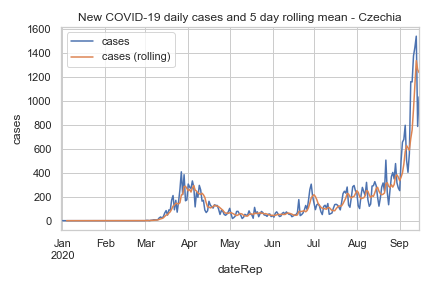 New COVID-19 daily cases and 5 day rolling mean - Czechia
cases
cases (rolling)
1600
1400
1200
1000
800
600
400
200
0
cases
Jan Feb Mar Apr May Jun Jul Aug Sep
2020
dateRep